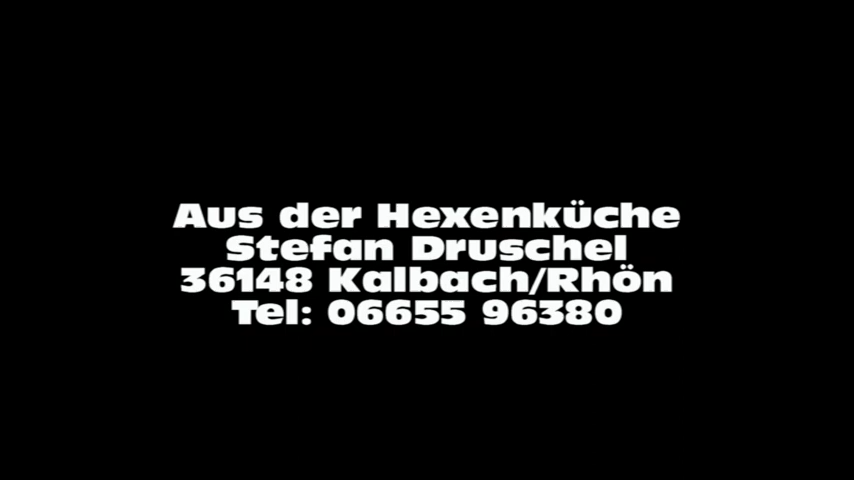 Aus der Hexenküche
Stefan Druschel
36148 Kalbach/Rhön
Tel: 06655 96380